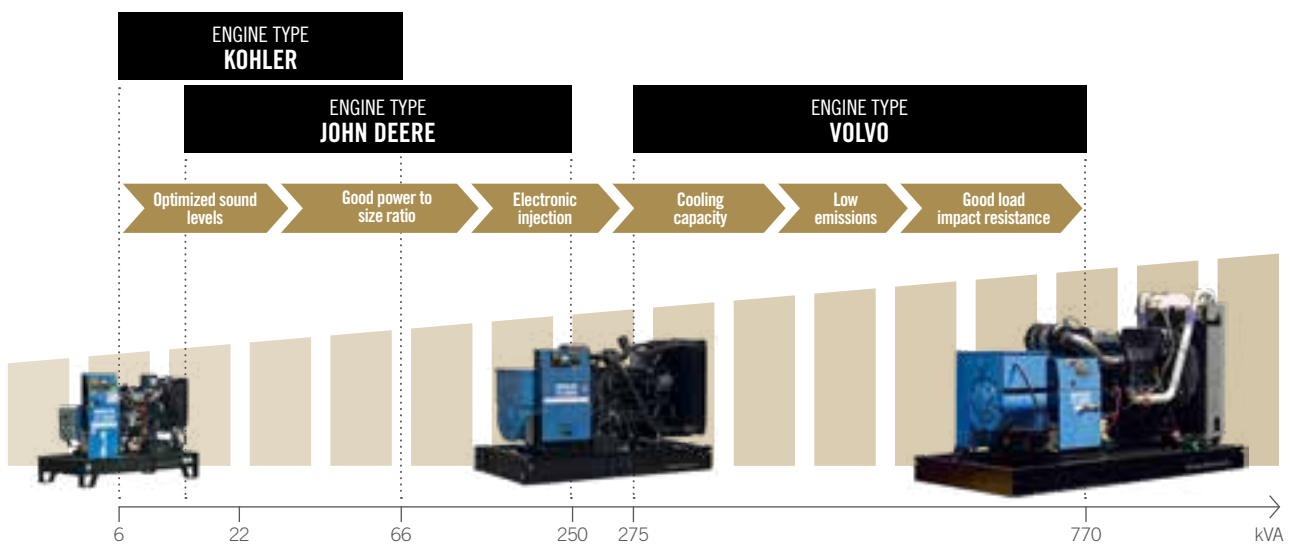 ENGINE TYPE
KOHLER
ENGINE TYPE
JOHN DEERE
ENGINE TYPE
VOLVO
Optimized sound
levels
Good power to
size ratio
Electronic
injection
Cooling
capacity
Low
emissions
Good load
impact resistance
6
22
66
250
275
770
kVA